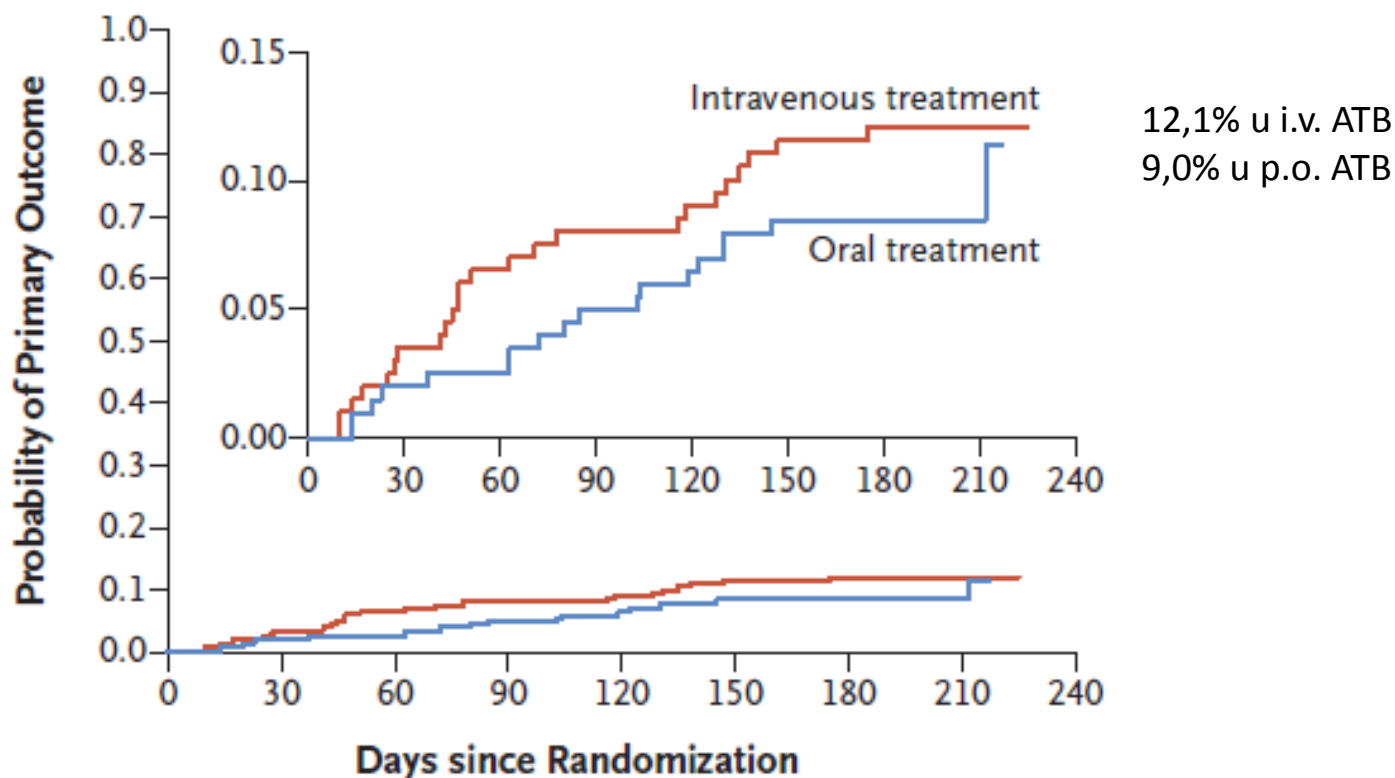 Probability of Primary Outcome
1.0
0.9
0.8
0.7
0.6
0.5
0.4
0.3
0.2
0.1
0.0
0.15
0.10
0.05
0.00
Intravenous treatment
Oral treatment
0 30 60 90 120 150 180 210 240
0 30 60 90 120 150 180 210 240
Days since Randomization
12,1% u i.v. ATB
9,0% u p.o. ATB